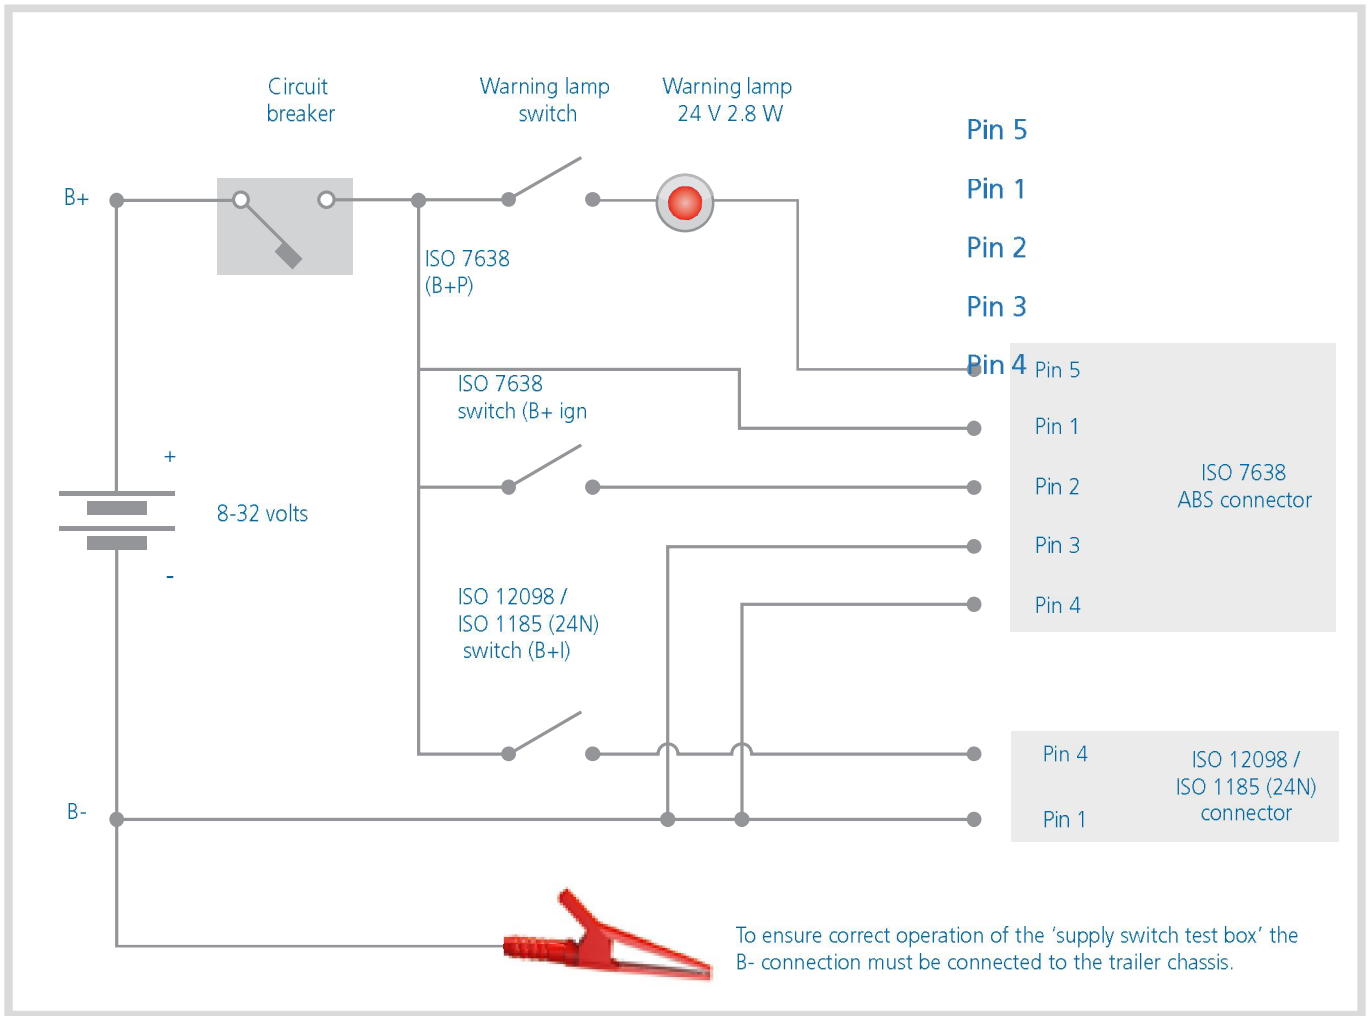 Circuit
breaker
Warning lamp
switch
Warning lamp
24 V 2.8 W
Pin 5
Pin 1
Pin 2
Pin 3
Pin 4
B+
ISO 7638
(B+P)
Pin 5
ISO 7638
switch (B+ ign
Pin 1
+
8-32 volts
-
Pin 2
ISO 7638
ABS connector
Pin 3
Pin 4
ISO 12098 /
ISO 1185 (24N)
switch (B+I)
Pin 4
ISO 12098 /
ISO 1185 (24N)
connector
B-
Pin 1
To ensure correct operation of the ‘supply switch test box’ the
B- connection must be connected to the trailer chassis.